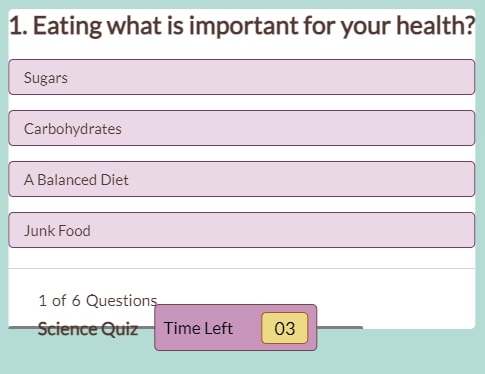 1. Eating what is important for your health?
Sugars
Carbohydrates
A Balanced Diet
Junk Food
1 of 6 Questions
Science Quiz
Time Left 03